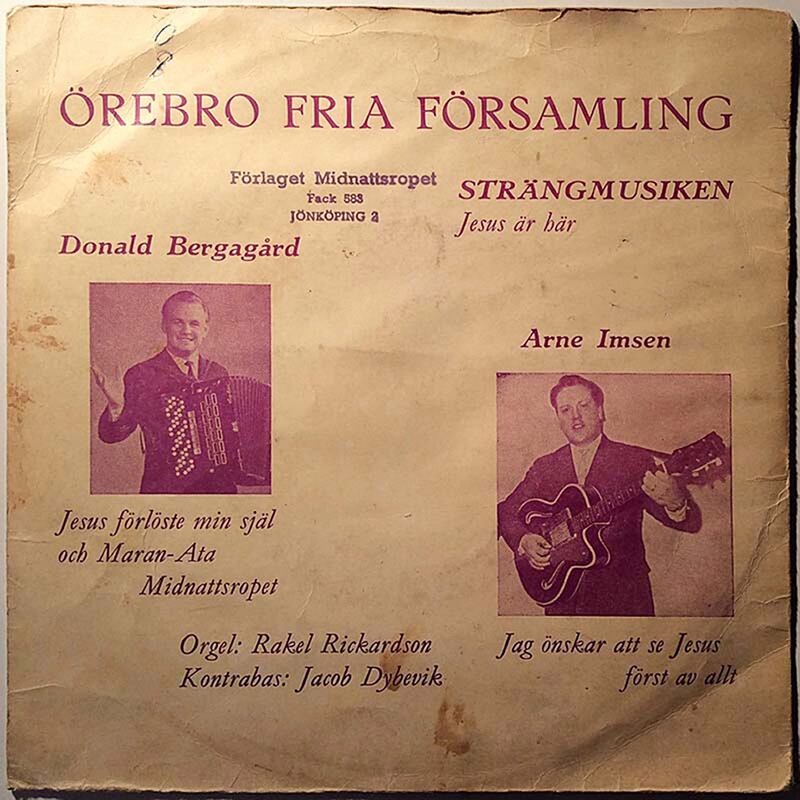 ÖREBRO FRIA FÖRSAMLING
Förlaget Midnattsropet
Fack 583
JÖNKÖPING 2
STRÄNGMUSIKEN
Jesus är här
Donald Bergagård
Arne Imsen
Jesus förlöste min själ
och Maran-Ata
Midnattsropet
Orgel: Rakel Rickardson
Kontrabas: Jacob Dybevik
Jag önskar att se Jesus
först av allt